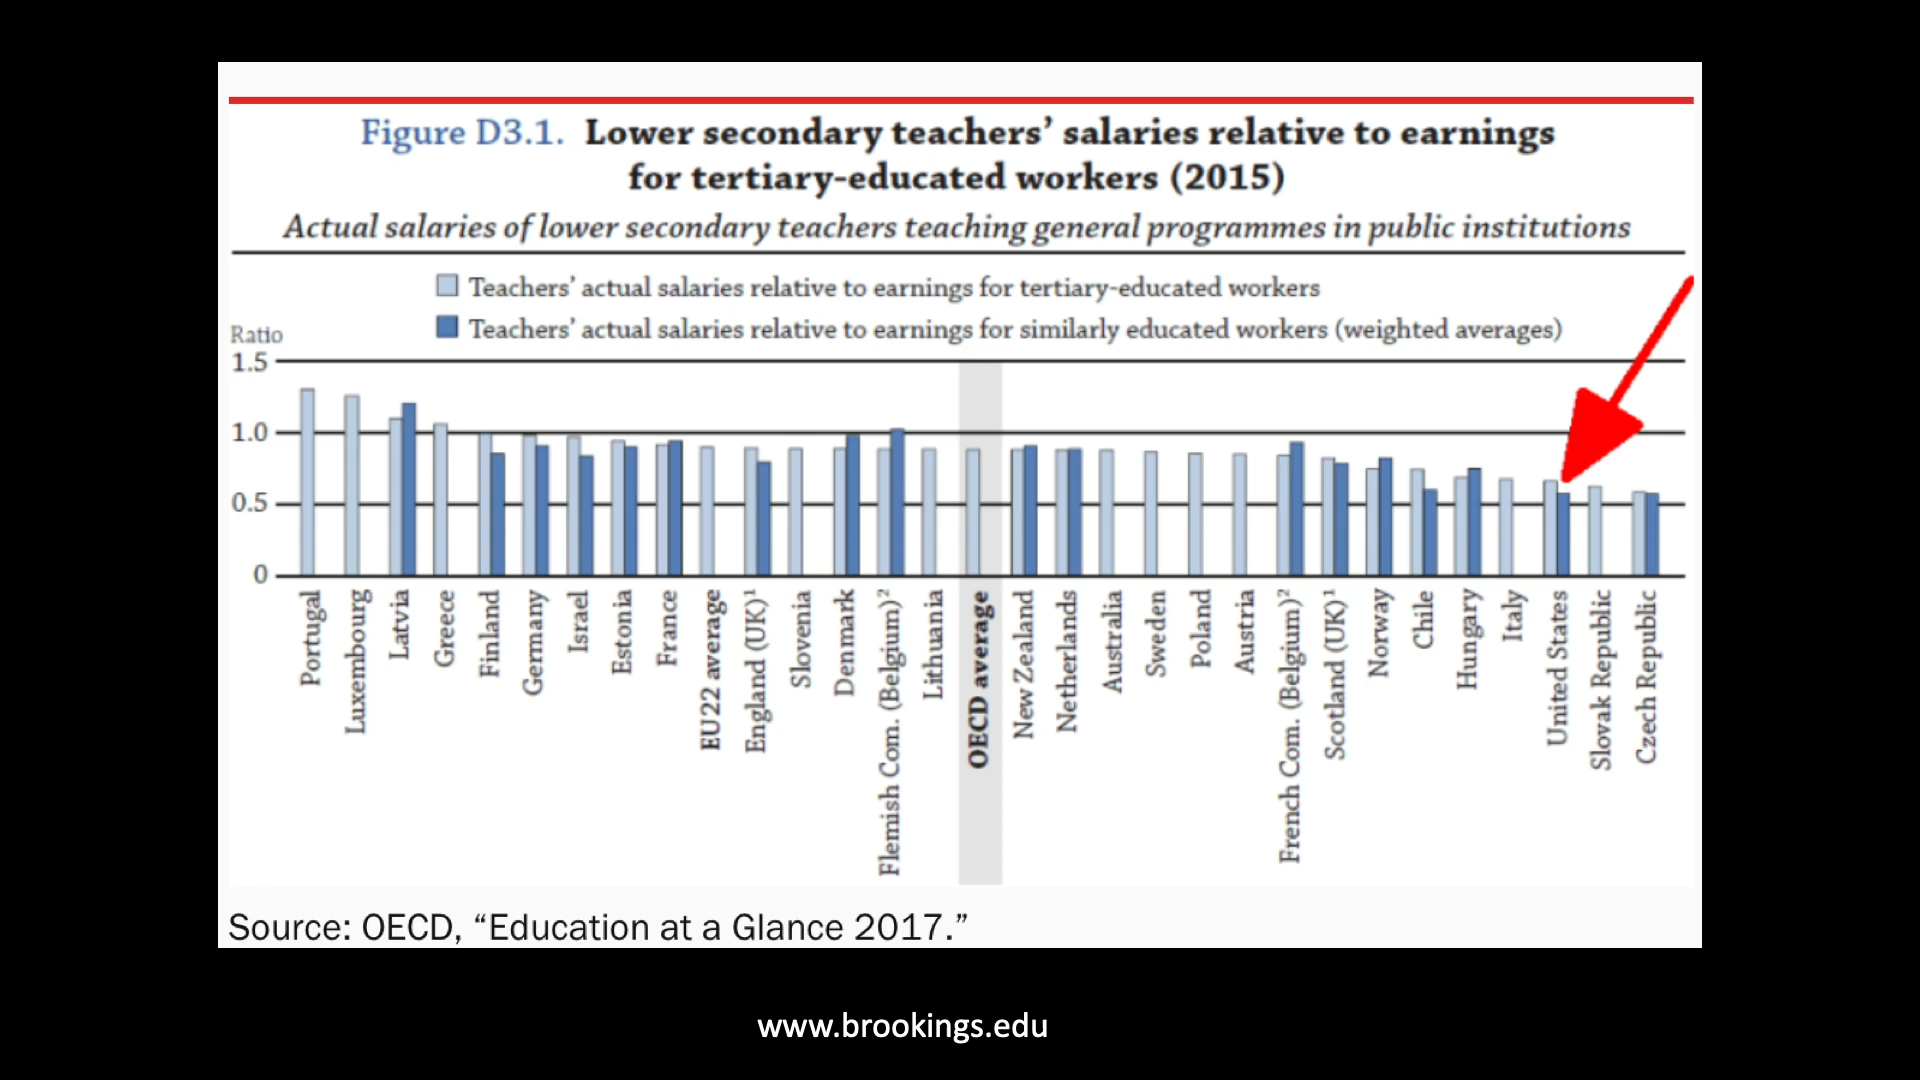 Figure D3.1. Lower secondary teachers’ salaries relative to earnings
for tertiary-educated workers (2015)
Actual salaries of lower secondary teachers teaching general programmes in public institutions
Teachers’ actual salaries relative to earnings for tertiary-educated workers
Teachers’ actual salaries relative to earnings for similarly educated workers (weighted averages)
Ratio
1.5
1.0
0.5
0
Portugal
Luxembourg
Latvia
Greece
Finland
Germany
Israel
Estonia
France
EU22 average
England (UK)¹
Slovenia
Denmark
Flemish Com. (Belgium)²
Lithuania
OECD average
New Zealand
Netherlands
Australia
Sweden
Poland
Austria
French Com. (Belgium)²
Scotland (UK)¹
Norway
Chile
Hungary
Italy
United States
Slovak Republic
Czech Republic
Source: OECD, “Education at a Glance 2017.”
www.brookings.edu